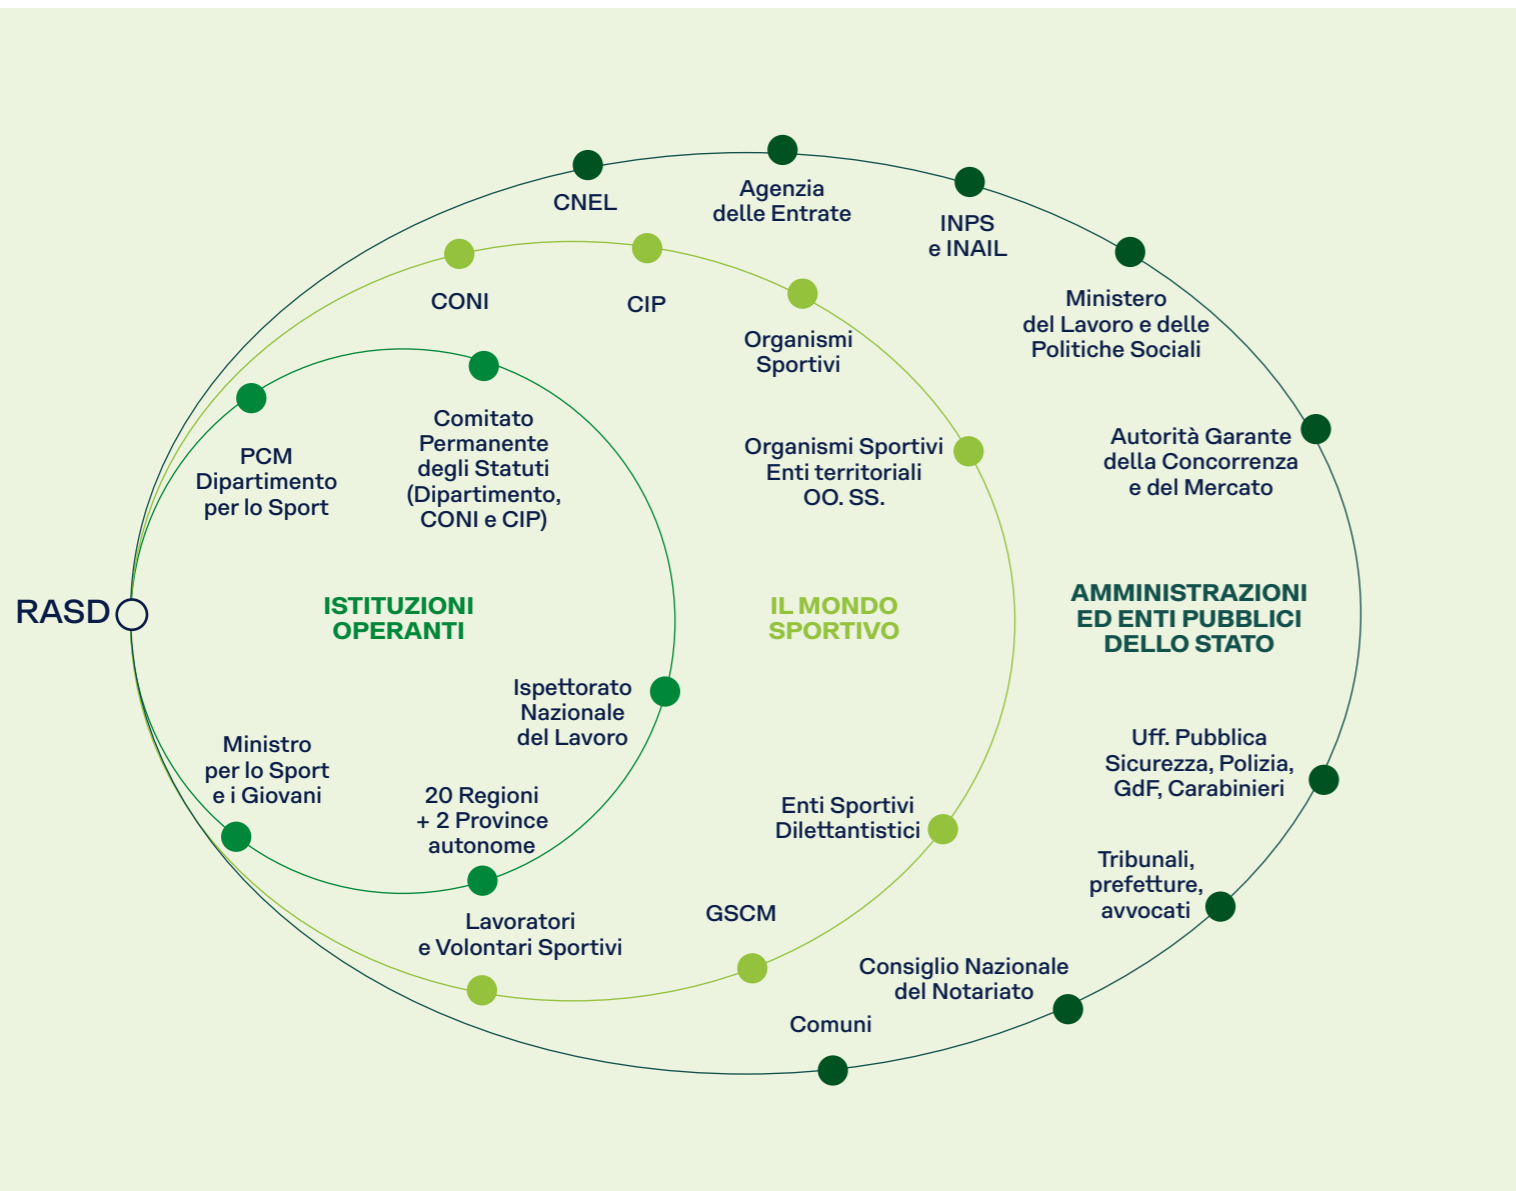 CNEL
Agenzia
delle Entrate
INPS
e INAIL
Ministero
del Lavoro e delle
Politiche Sociali
Autorità Garante
della Concorrenza
e del Mercato
AMMINISTRAZIONI
ED ENTI PUBBLICI
DELLO STATO
Uff. Pubblica
Sicurezza, Polizia,
GdF, Carabinieri
Tribunali,
prefetture,
avvocati
Consiglio Nazionale
del Notariato
Comuni
CONI
CIP
Organismi
Sportivi
Organismi Sportivi
Enti territoriali
OO. SS.
IL MONDO
SPORTIVO
Enti Sportivi
Dilettantistici
GSCM
Lavoratori
e Volontari Sportivi
PCM
Dipartimento
per lo Sport
Comitato
Permanente
degli Statuti
(Dipartimento,
CONI e CIP)
RASD
ISTITUZIONI
OPERANTI
Ispettorato
Nazionale
del Lavoro
Ministro
per lo Sport
e i Giovani
20 Regioni
+ 2 Province
autonome